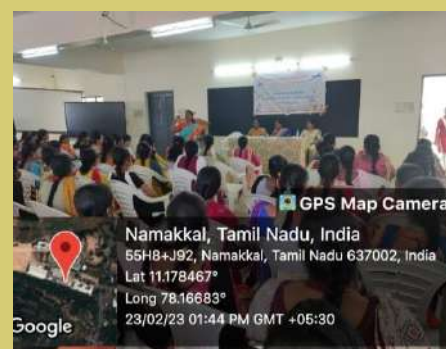 GPS Map Camera
Namakkal, Tamil Nadu, India
55H8+J92, Namakkal, Tamil Nadu 637002, India
Lat 11.178467°
Long 78.16683°
23/02/23 01:44 PM GMT +05:30
Google